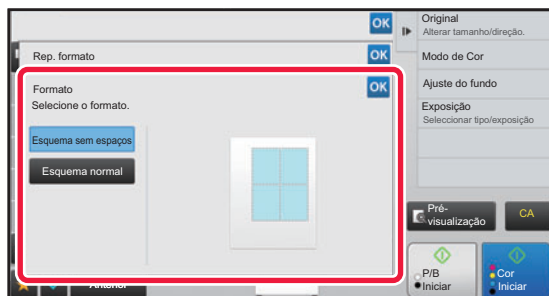 OK
Rep. formato
OK
Formato
OK
Selecione o formato.
Esquema sem espaços
Esquema normal
Anterior
Original
Alterar tamanho/direção.
Modo de Cor
Ajuste do fundo
Exposição
Seleccionar tipo/exposição
Pré-
visualização
CA
P/B
Iniciar
Cor
Iniciar